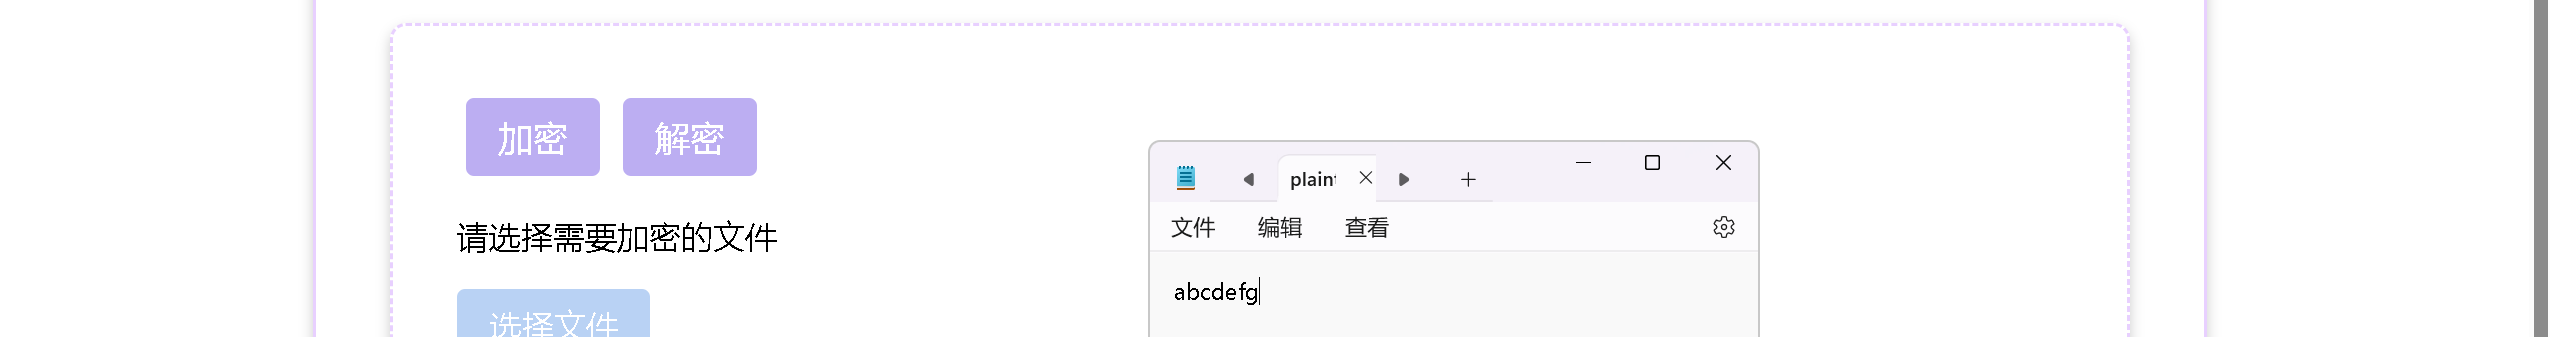 加密 解密
请选择需要加密的文件
选择文件
plain
文件 编辑 查看
abcdefg